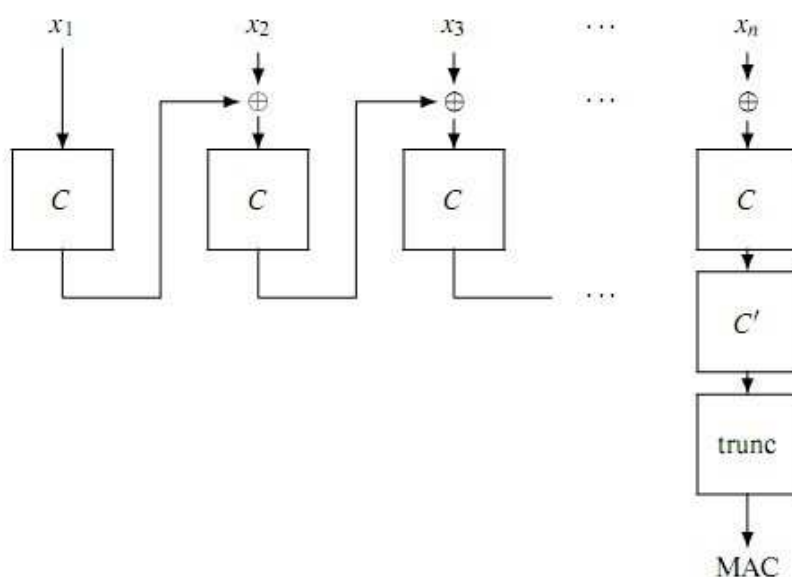 x₁ x₂ x₃ ··· xₙ
⊕ ⊕ ··· ⊕
C C C C
···
C′
trunc
MAC